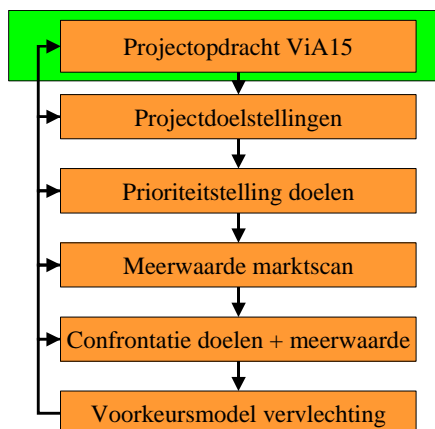 Projectopdracht ViA15
Projectdoelstellingen
Prioriteitstelling doelen
Meerwaarde marktscan
Confrontatie doelen + meerwaarde
Voorkeursmodel vervlechting